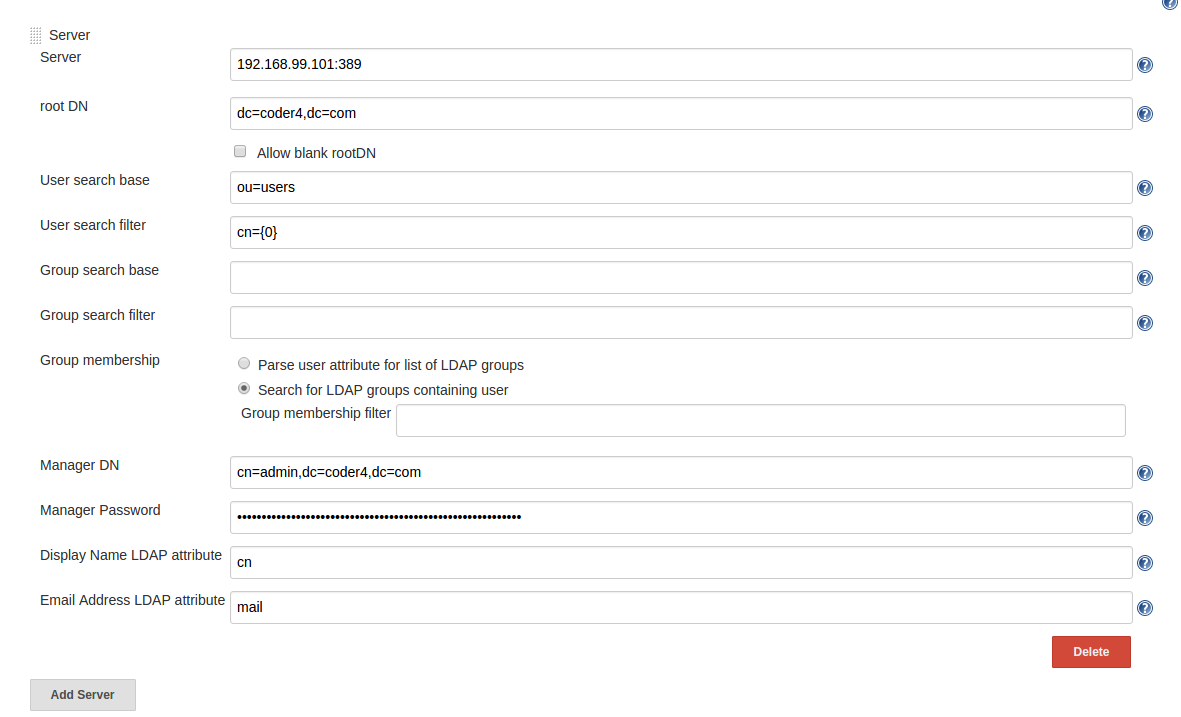 Server
Server 192.168.99.101:389
root DN dc=coder4,dc=com
Allow blank rootDN
User search base ou=users
User search filter cn={0}
Group search base
Group search filter
Group membership
Parse user attribute for list of LDAP groups
Search for LDAP groups containing user
Group membership filter
Manager DN cn=admin,dc=coder4,dc=com
Manager Password
Display Name LDAP attribute cn
Email Address LDAP attribute mail
Delete
Add Server